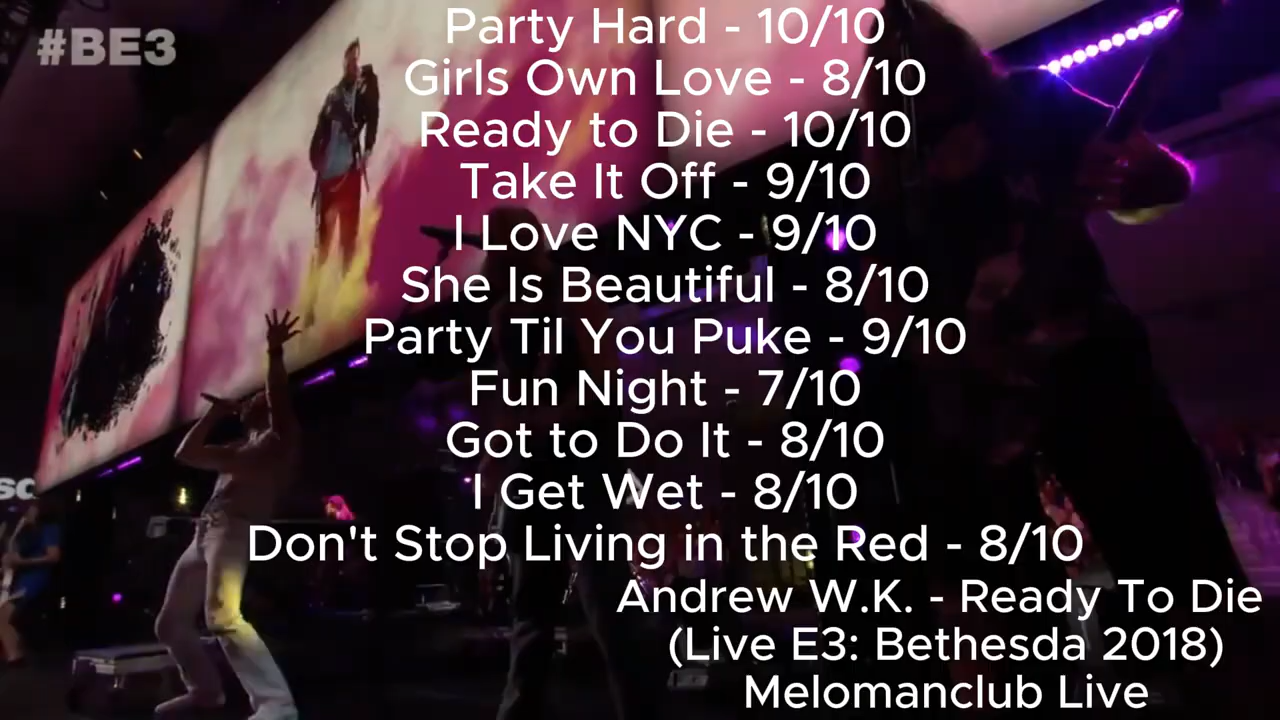 #BE3
Party Hard - 10/10
Girls Own Love - 8/10
Ready to Die - 10/10
Take It Off - 9/10
I Love NYC - 9/10
She Is Beautiful - 8/10
Party Til You Puke - 9/10
Fun Night - 7/10
Got to Do It - 8/10
I Get Wet - 8/10
Don't Stop Living in the Red - 8/10
Andrew W.K. - Ready To Die
(Live E3: Bethesda 2018)
Melomanclub Live